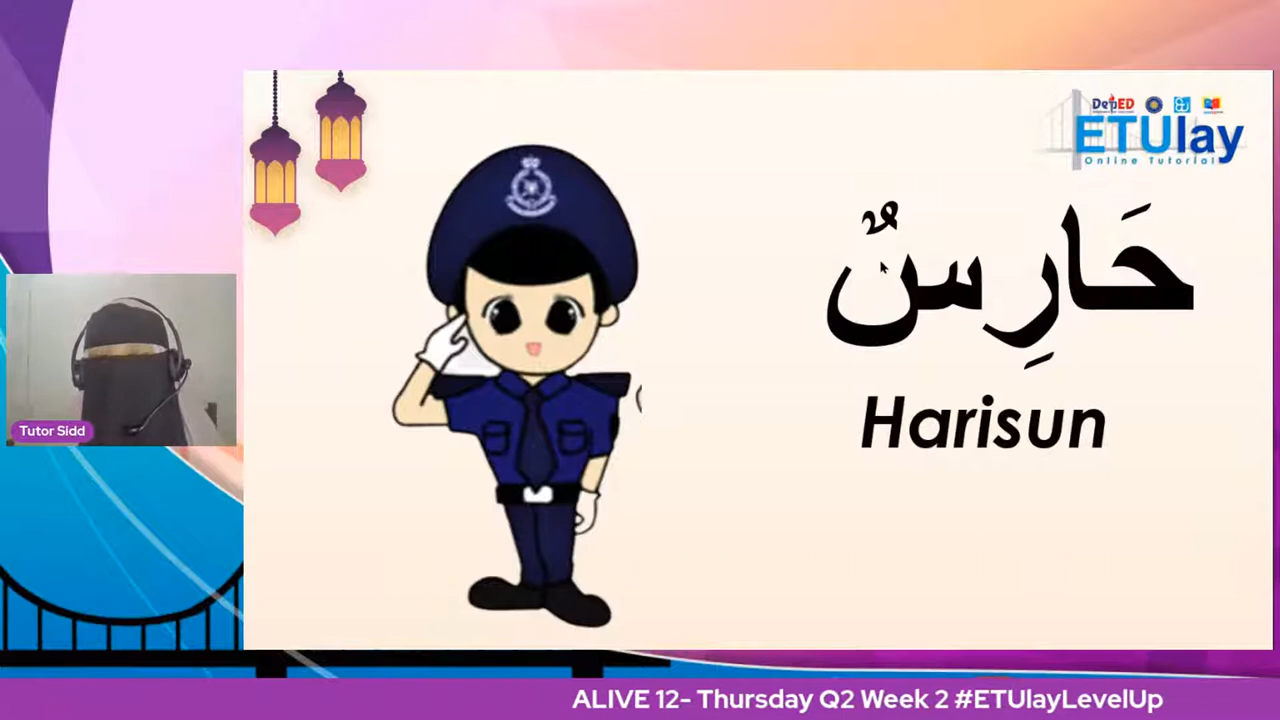 DepED
ETUlay
Online Tutorial
حَارِسٌ
Harisun
Tutor Sidd
ALIVE 12- Thursday Q2 Week 2 #ETUlayLevelUp